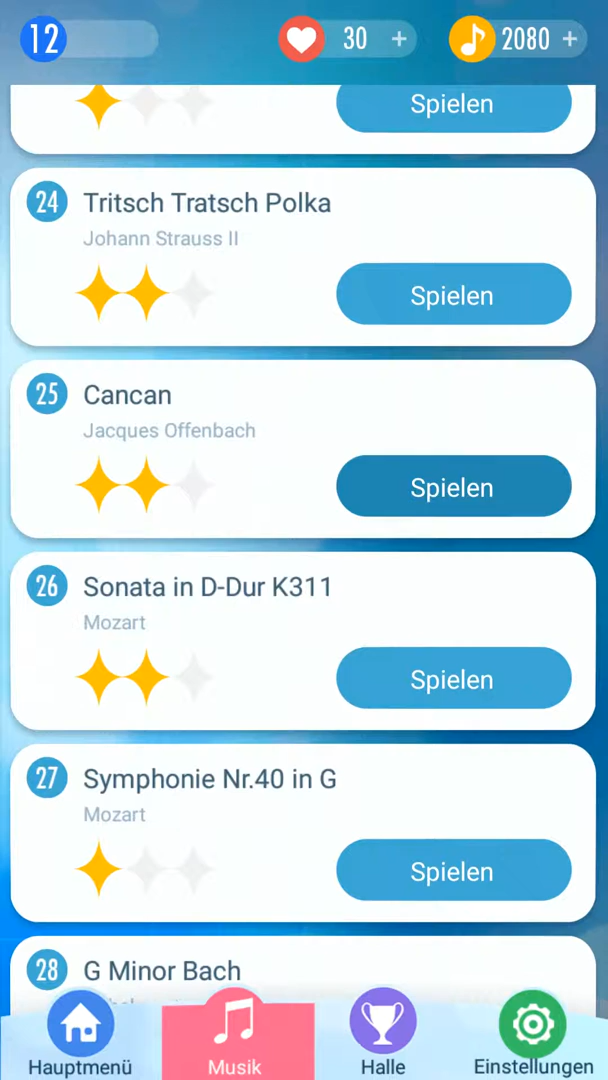 12
30 +
2080 +
Spielen
24 Tritsch Tratsch Polka
Johann Strauss II
Spielen
25 Cancan
Jacques Offenbach
Spielen
26 Sonata in D-Dur K311
Mozart
Spielen
27 Symphonie Nr.40 in G
Mozart
Spielen
28 G Minor Bach
Hauptmenü
Musik
Halle
Einstellungen